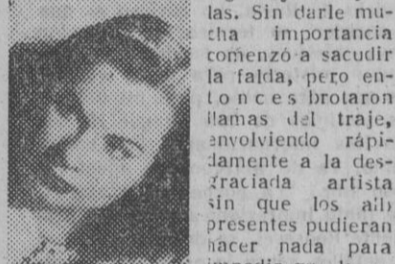 las. Sin darle mu-
cha importancia
comenzó a sacudir
la falda, pero en-
tonces brotaron
llamas del traje,
envolviendo rápi-
damente a la des-
graciada artista
sin que los allí
presentes pudieran
hacer nada para